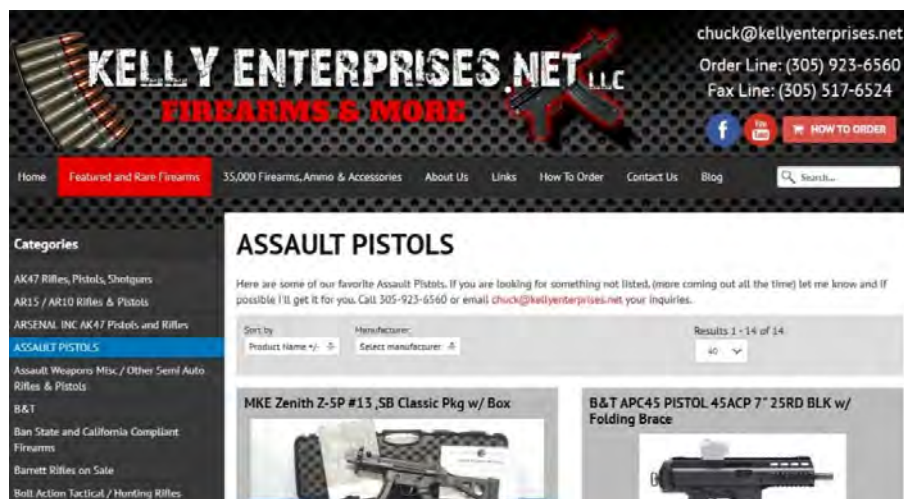 chuck@kellyenterprises.net
KELLY ENTERPRISES.NET LLC
FIREARMS & MORE
Order Line: (305) 923-6560
Fax Line: (305) 517-6524
f
You Tube
HOW TO ORDER
Home
Featured and Rare Firearms
35,000 Firearms, Ammo & Accessories
About Us
Links
How To Order
Contact Us
Blog
Search...
Categories
AK47 Rifles, Pistols, Shotguns
AR15 / AR10 Rifles & Pistols
ARSENAL INC AK47 Pistols and Rifles
ASSAULT PISTOLS
Assault Weapons Misc / Other Semi Auto
Rifles & Pistols
B&T
Ban State and California Compliant
Firearms
Barrett Rifles on Sale
Bolt Action Tactical / Hunting Rifles
ASSAULT PISTOLS
Here are some of our favorite Assault Pistols. If you are looking for something not listed, (more coming out all the time) let me know and if
possible I'll get it for you. Call 305-923-6560 or email chuck@kellyenterprises.net your inquiries.
Sort by
Product Name +/-
Manufacturer:
Select manufacturer
Results 1 - 14 of 14
40
MKE Zenith Z-5P #13 ,SB Classic Pkg w/ Box
B&T APC45 PISTOL 45ACP 7" 25RD BLK w/
Folding Brace